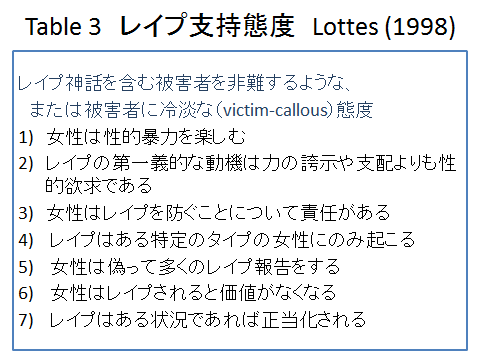 Table 3　レイプ支持態度　Lottes (1998)
レイプ神話を含む被害者を非難するような、
または被害者に冷淡な（victim-callous）態度
1)　女性は性的暴力を楽しむ
2)　レイプの第一義的な動機は力の誇示や支配よりも性
的欲求である
3)　女性はレイプを防ぐことについて責任がある
4)　レイプはある特定のタイプの女性にのみ起こる
5)　女性は偽って多くのレイプ報告をする
6)　女性はレイプされると価値がなくなる
7)　レイプはある状況であれば正当化される